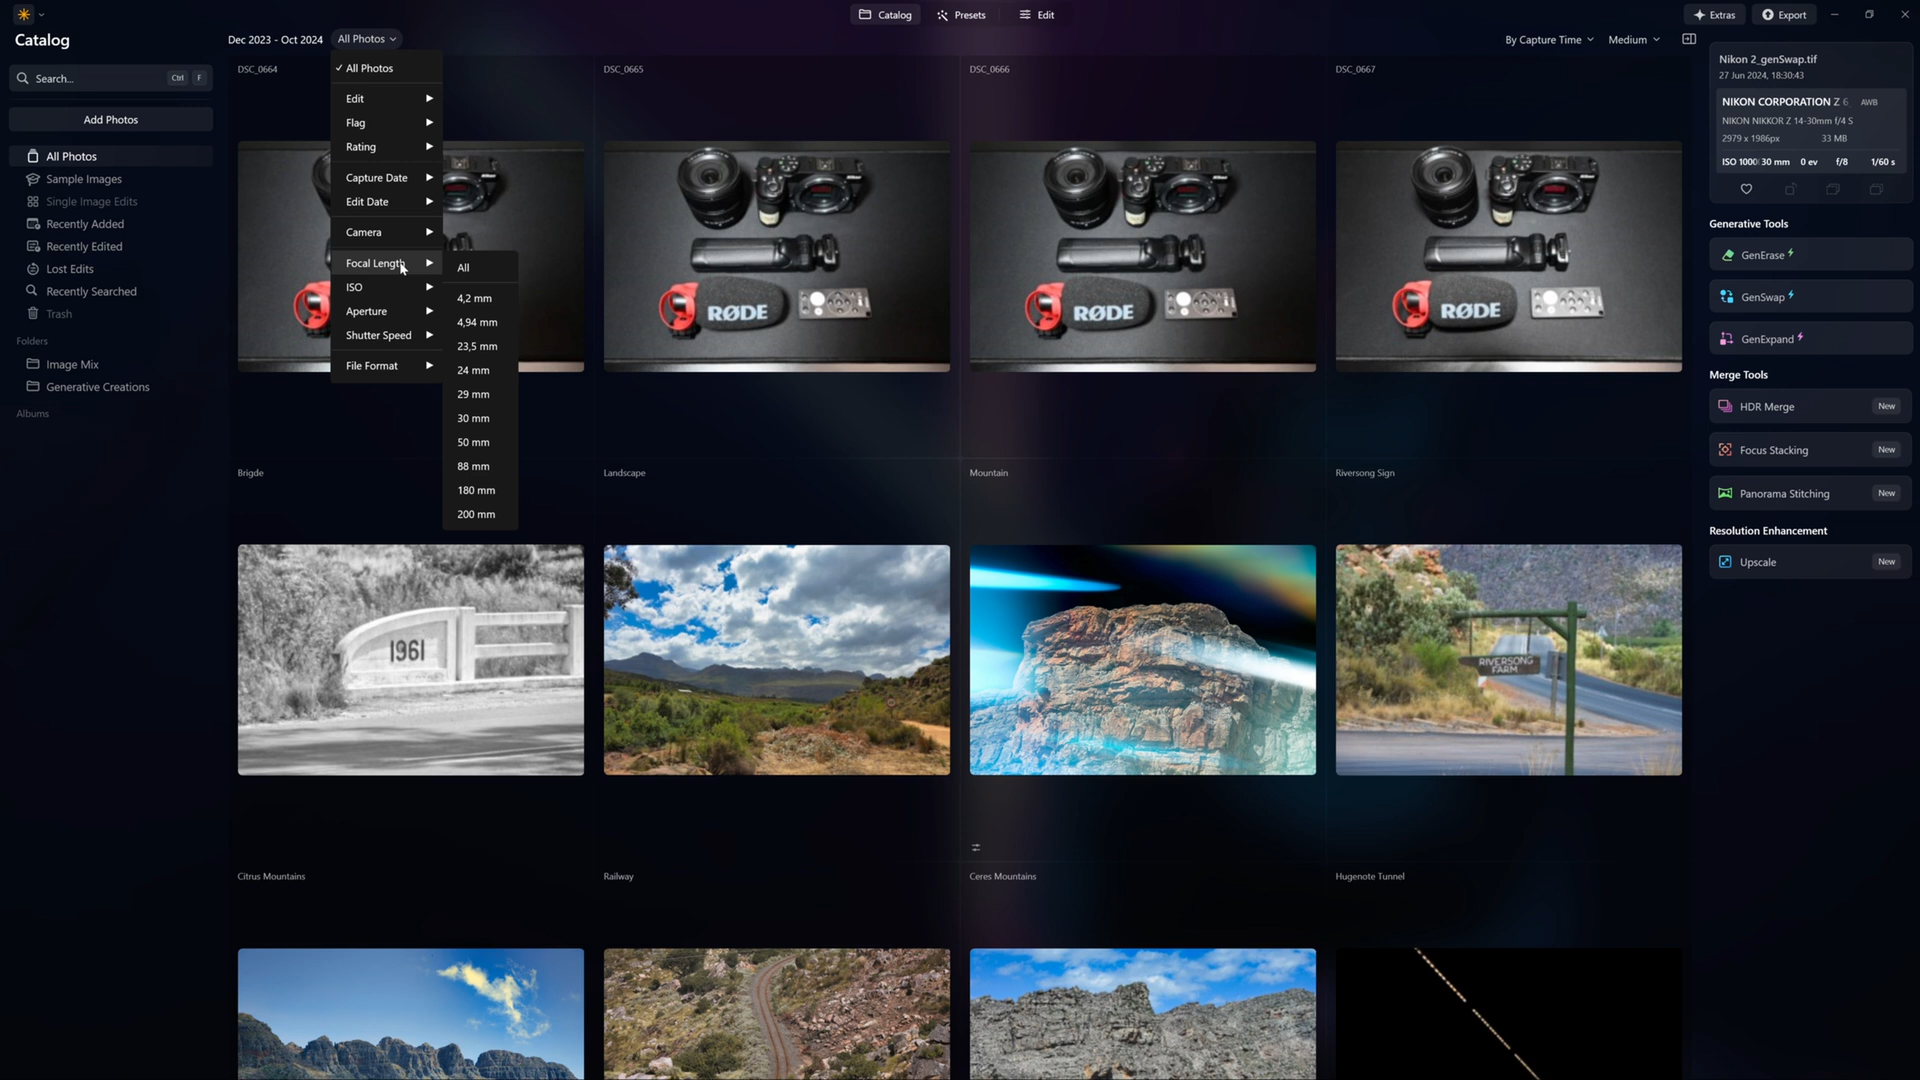 Catalog
Presets
Edit
Extras
Export
Catalog
Dec 2023 - Oct 2024
All Photos
By Capture Time
Medium
Search...
Ctrl
F
Add Photos
All Photos
Sample Images
Single Image Edits
Recently Added
Recently Edited
Lost Edits
Recently Searched
Trash
Folders
Image Mix
Generative Creations
Albums
✓ All Photos
Edit
Flag
Rating
Capture Date
Edit Date
Camera
Focal Length
ISO
Aperture
Shutter Speed
File Format
All
4,2 mm
4,94 mm
23,5 mm
24 mm
29 mm
30 mm
50 mm
88 mm
180 mm
200 mm
DSC_0664
DSC_0665
DSC_0666
DSC_0667
RØDE
RØDE
RØDE
Brigde
Landscape
Mountain
Riversong Sign
1961
RIVERSONG
FARM
Citrus Mountains
Railway
Ceres Mountains
Hugenote Tunnel
Nikon 2_genSwap.tif
27 Jun 2024, 18:30:43
NIKON CORPORATION Z 6_
AWB
NIKON NIKKOR Z 14-30mm f/4 S
2979 x 1986px
33 MB
ISO 1000
30 mm
0 ev
f/8
1/60 s
Generative Tools
GenErase
GenSwap
GenExpand
Merge Tools
HDR Merge
New
Focus Stacking
New
Panorama Stitching
New
Resolution Enhancement
Upscale
New